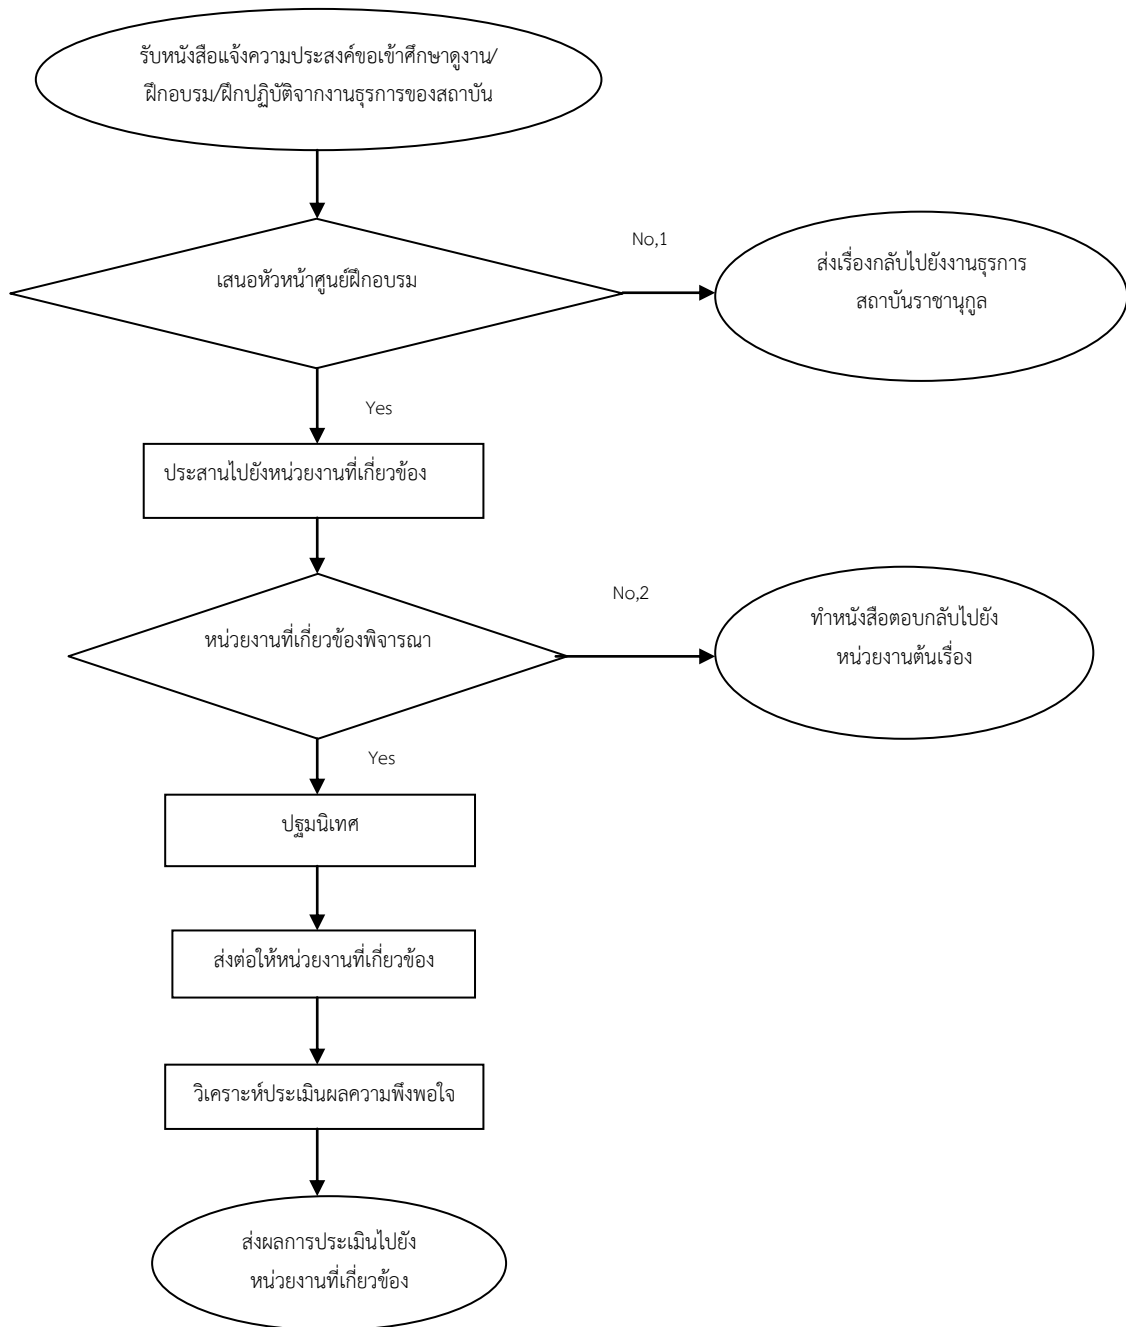 รับหนังสือแจ้งความประสงค์ขอเข้าศึกษาดูงาน/
ฝึกอบรม/ฝึกปฏิบัติจากงานธุรการของสถาบัน
เสนอหัวหน้าศูนย์ฝึกอบรม
No,1
ส่งเรื่องกลับไปยังงานธุรการ
สถาบันราชานุกูล
Yes
ประสานไปยังหน่วยงานที่เกี่ยวข้อง
หน่วยงานที่เกี่ยวข้องพิจารณา
No,2
ทำหนังสือตอบกลับไปยัง
หน่วยงานต้นเรื่อง
Yes
ปฐมนิเทศ
ส่งต่อให้หน่วยงานที่เกี่ยวข้อง
วิเคราะห์ประเมินผลความพึงพอใจ
ส่งผลการประเมินไปยัง
หน่วยงานที่เกี่ยวข้อง